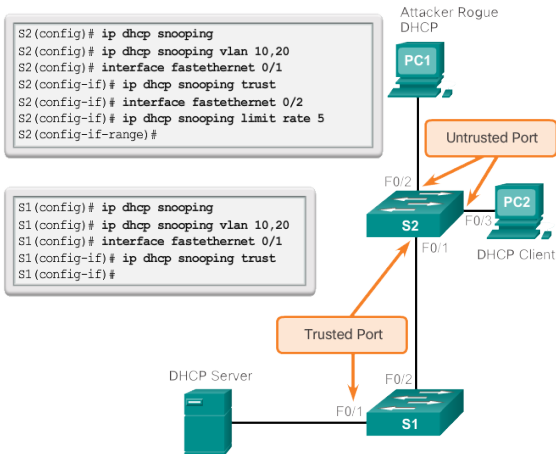 S2(config)# ip dhcp snooping
S2(config)# ip dhcp snooping vlan 10,20
S2(config)# interface fastethernet 0/1
S2(config-if)# ip dhcp snooping trust
S2(config-if)# interface fastethernet 0/2
S2(config-if)# ip dhcp snooping limit rate 5
S2(config-if-range)#
S1(config)# ip dhcp snooping
S1(config)# ip dhcp snooping vlan 10,20
S1(config)# interface fastethernet 0/1
S1(config-if)# ip dhcp snooping trust
S1(config-if)#
Attacker Rogue
DHCP
PC1
Untrusted Port
F0/2
PC2
F0/3
S2
F0/1
DHCP Client
Trusted Port
DHCP Server
F0/2
F0/1
S1